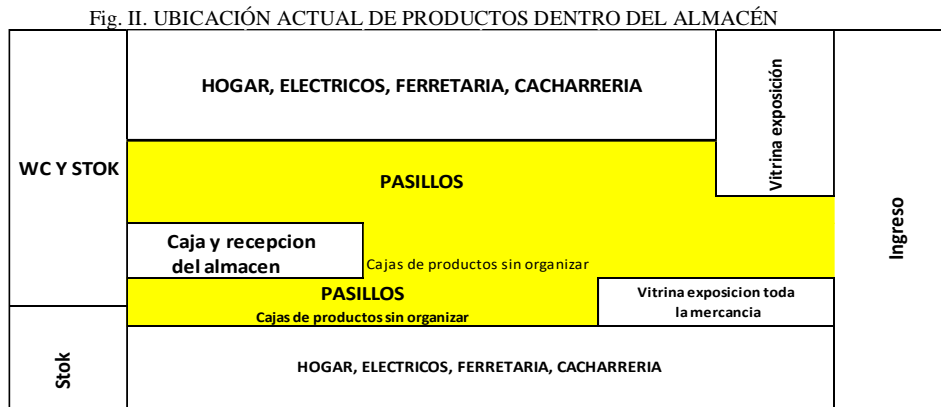 Fig. II. UBICACIÓN ACTUAL DE PRODUCTOS DENTRO DEL ALMACÉN
HOGAR, ELECTRICOS, FERRETARIA, CACHARRERIA
Vitrina exposición
WC Y STOK
PASILLOS
Ingreso
Caja y recepcion
del almacen
Cajas de productos sin organizar
PASILLOS
Cajas de productos sin organizar
Vitrina exposicion toda
la mercancia
Stok
HOGAR, ELECTRICOS, FERRETARIA, CACHARRERIA